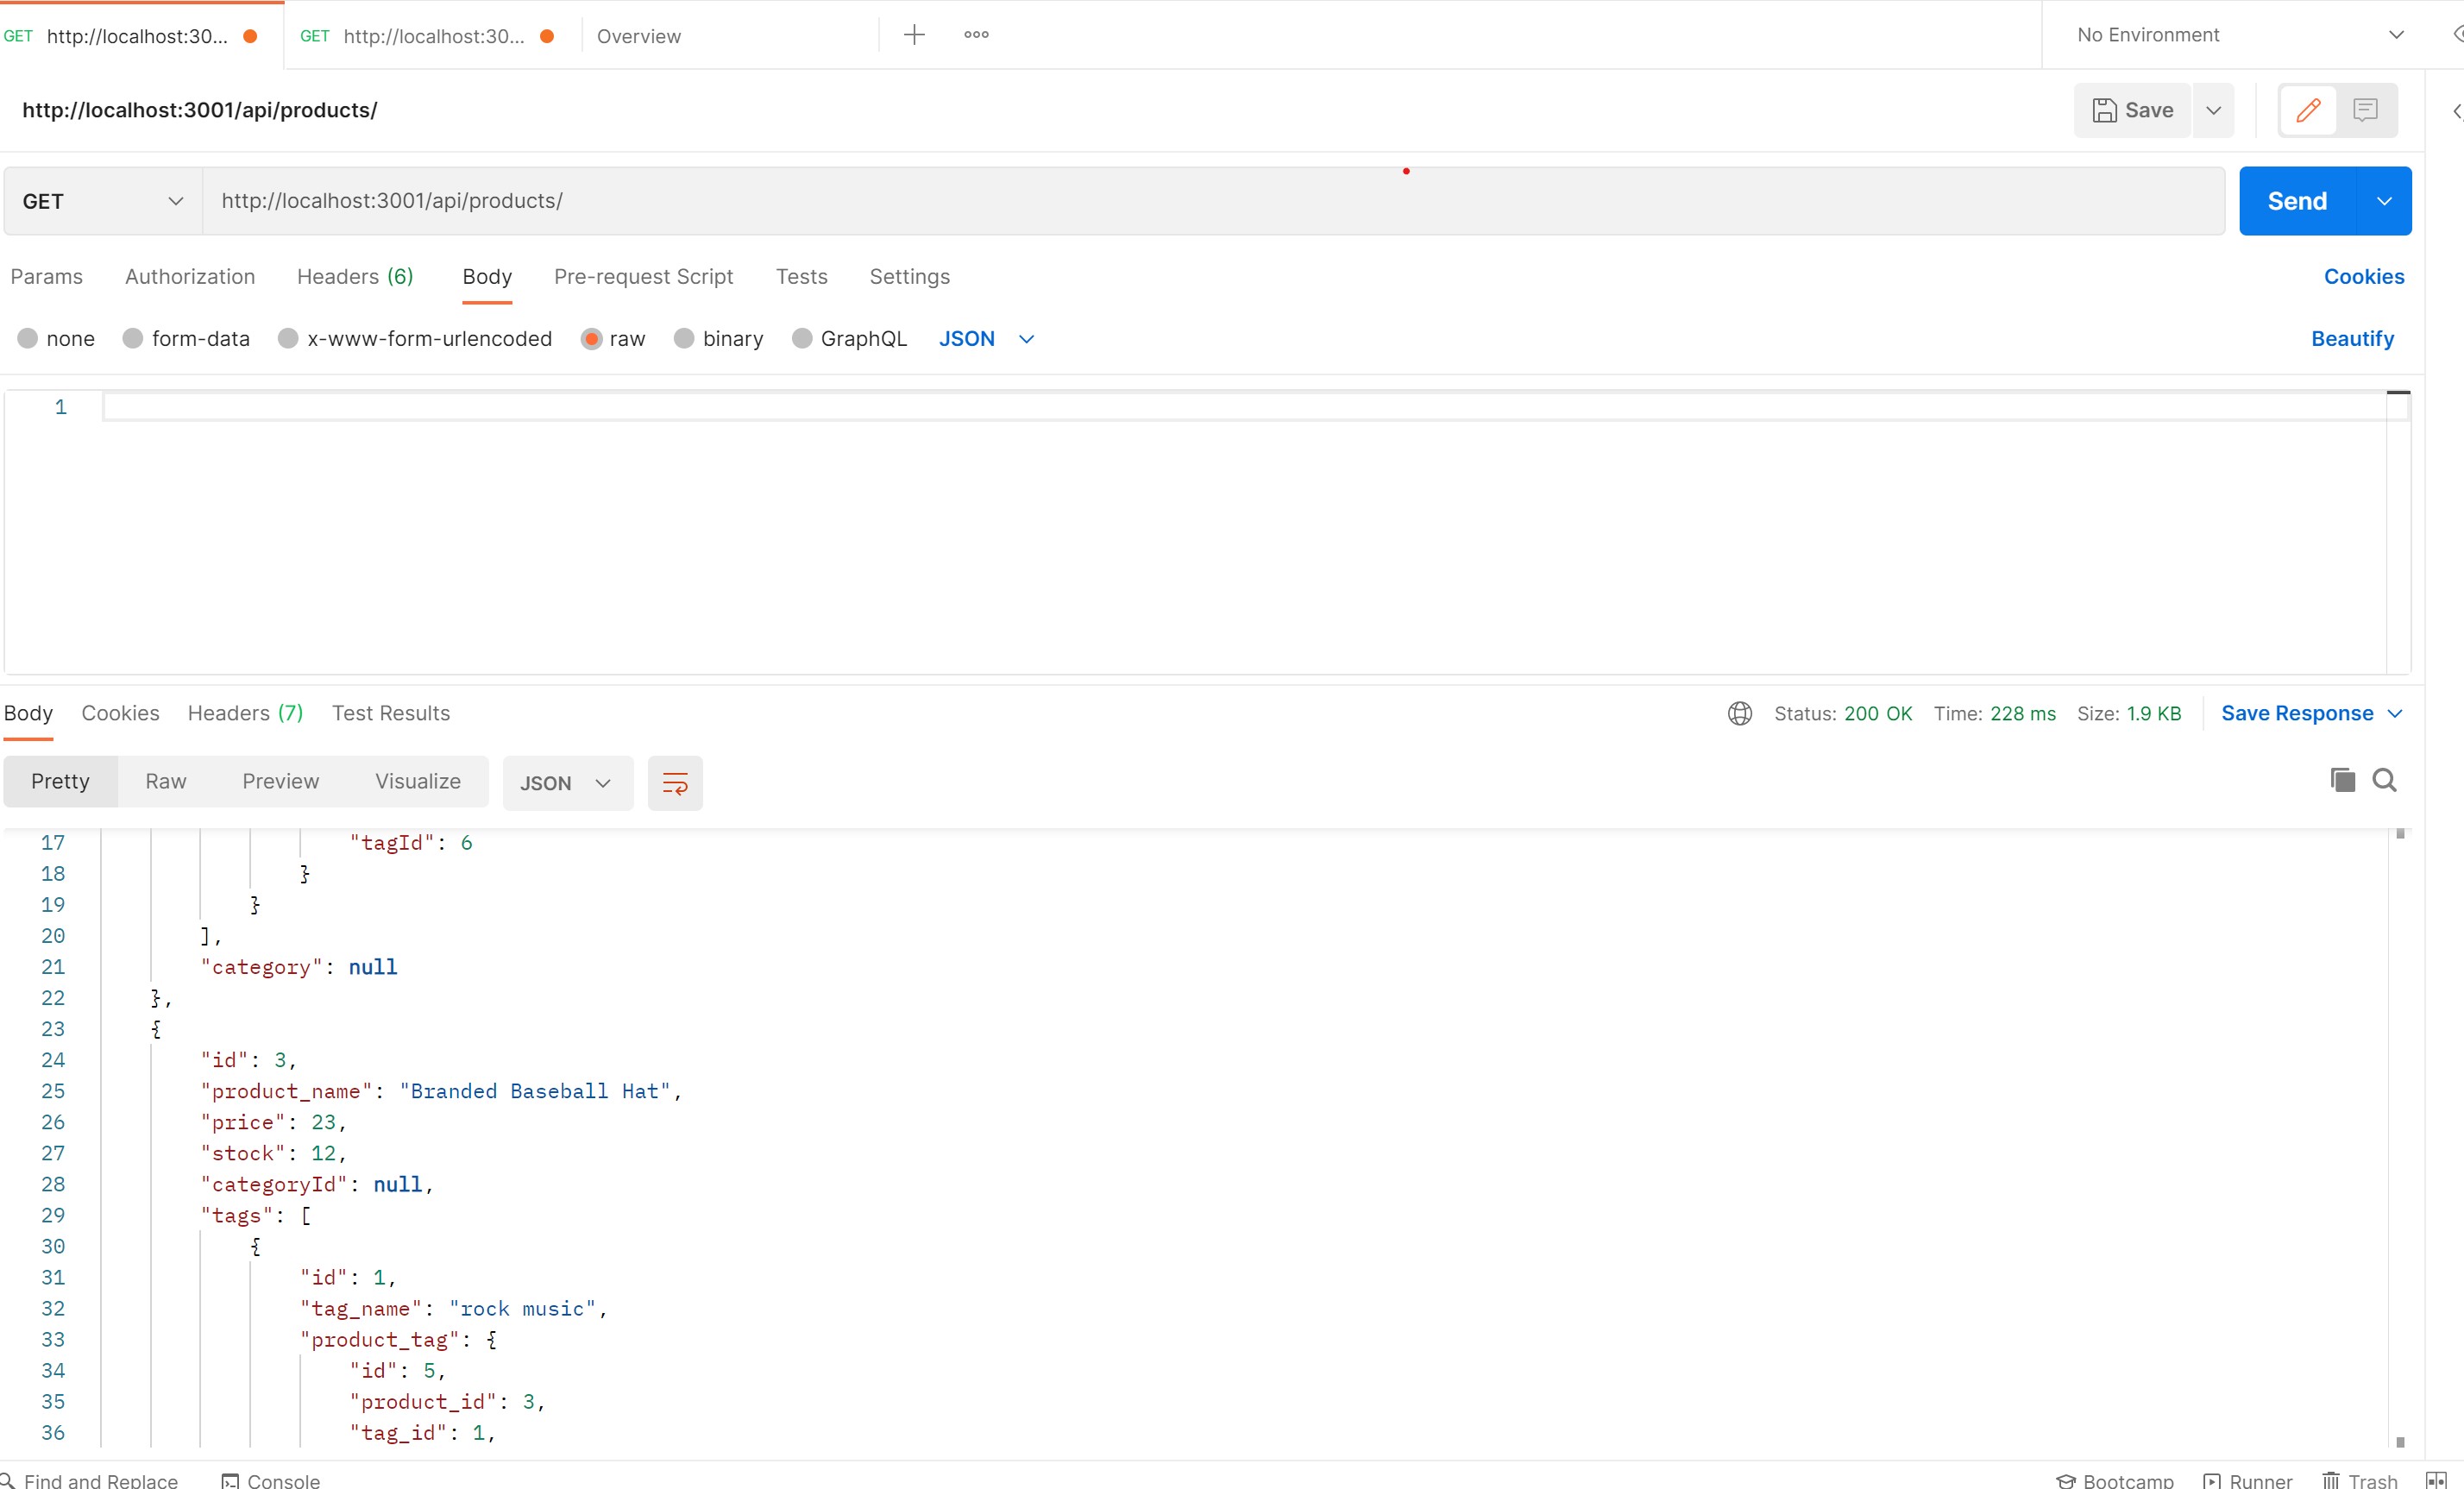 GET http://localhost:30... GET http://localhost:30... Overview No Environment
http://localhost:3001/api/products/ Save
GET http://localhost:3001/api/products/ Send
Params Authorization Headers (6) Body Pre-request Script Tests Settings Cookies
none form-data x-www-form-urlencoded raw binary GraphQL JSON Beautify
1
Body Cookies Headers (7) Test Results Status: 200 OK Time: 228 ms Size: 1.9 KB Save Response
Pretty Raw Preview Visualize JSON
17 "tagId": 6
18 }
19 }
20 ],
21 "category": null
22 },
23 {
24 "id": 3,
25 "product_name": "Branded Baseball Hat",
26 "price": 23,
27 "stock": 12,
28 "categoryId": null,
29 "tags": [
30 {
31 "id": 1,
32 "tag_name": "rock music",
33 "product_tag": {
34 "id": 5,
35 "product_id": 3,
36 "tag_id": 1,
Find and Replace Console Bootcamp Runner Trash